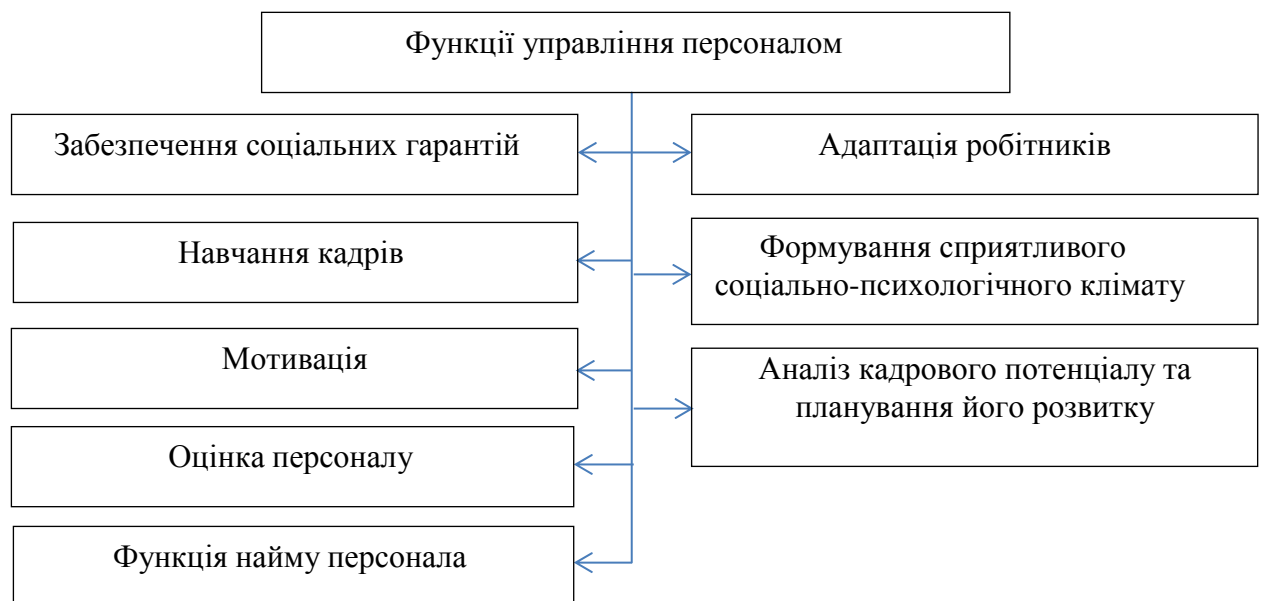 Функції управління персоналом
Забезпечення соціальних гарантій
Адаптація робітників
Навчання кадрів
Формування сприятливого
соціально-психологічного клімату
Мотивація
Аналіз кадрового потенціалу та
планування його розвитку
Оцінка персоналу
Функція найму персонала